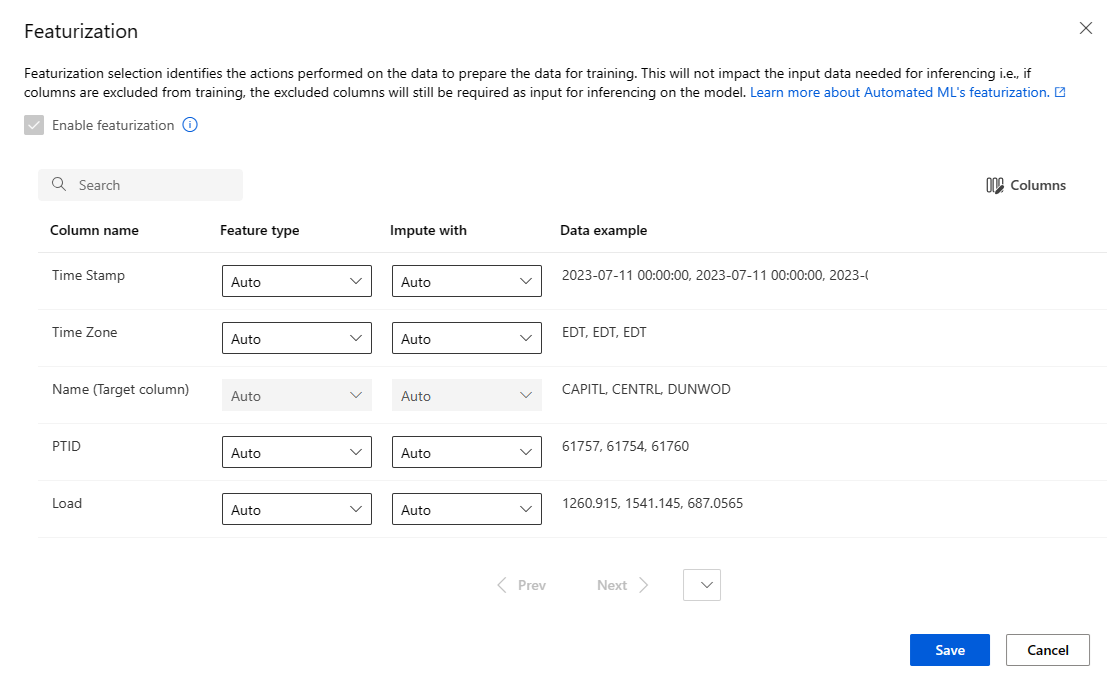 Featurization
Featurization selection identifies the actions performed on the data to prepare the data for training. This will not impact the input data needed for inferencing i.e., if
columns are excluded from training, the excluded columns will still be required as input for inferencing on the model. Learn more about Automated ML's featurization.
Enable featurization
Search
Columns
Column name Feature type Impute with Data example
Time Stamp Auto Auto 2023-07-11 00:00:00, 2023-07-11 00:00:00, 2023-0
Time Zone Auto Auto EDT, EDT, EDT
Name (Target column) Auto Auto CAPITL, CENTRL, DUNWOD
PTID Auto Auto 61757, 61754, 61760
Load Auto Auto 1260.915, 1541.145, 687.0565
Prev Next
Save Cancel